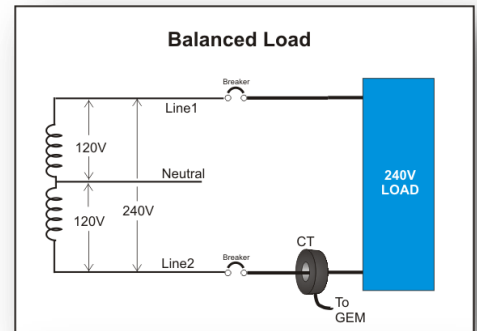 Balanced Load
Breaker
Line1
120V
Neutral
240V
LOAD
120V
240V
Line2
Breaker
CT
To
GEM